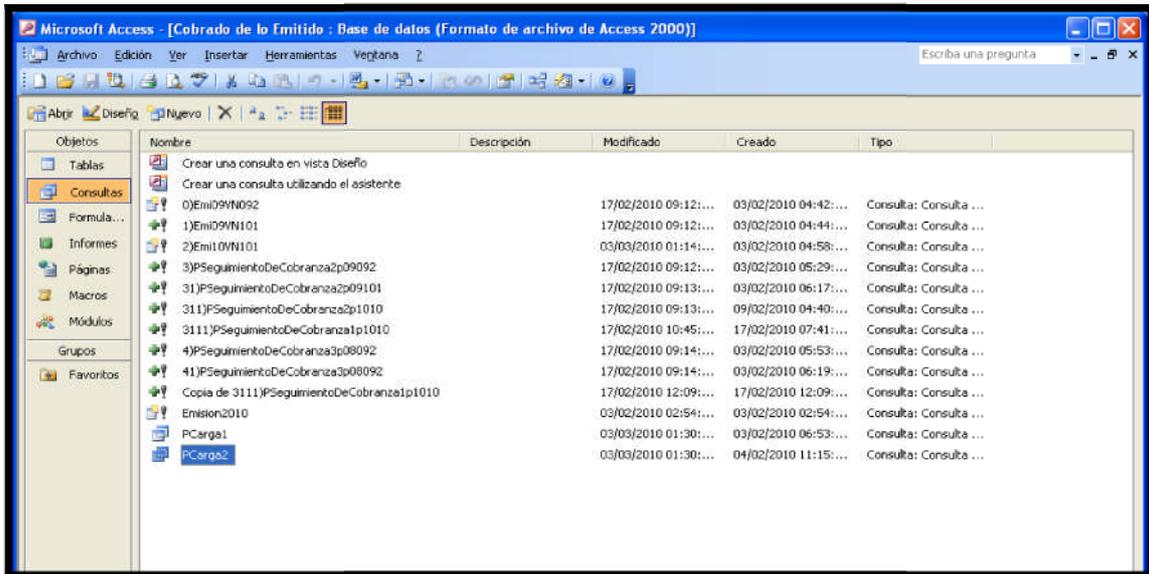 Microsoft Access - [Cobrado de lo Emitido : Base de datos (Formato de archivo de Access 2000)]
Archivo Edición Ver Insertar Herramientas Ventana ? Escriba una pregunta
Abrir Diseño Nuevo
Objetos Nombre Descripción Modificado Creado Tipo
Tablas Crear una consulta en vista Diseño
Crear una consulta utilizando el asistente
Consultas
0)Emi09VN092 17/02/2010 09:12:... 03/02/2010 04:42:... Consulta: Consulta ...
Formula...
1)Emi09VN101 17/02/2010 09:12:... 03/02/2010 04:44:... Consulta: Consulta ...
Informes 2)Emi10VN101 03/03/2010 01:14:... 03/02/2010 04:58:... Consulta: Consulta ...
Páginas 3)PSeguimientoDeCobranza2p09092 17/02/2010 09:12:... 03/02/2010 05:29:... Consulta: Consulta ...
Macros 31)PSeguimientoDeCobranza2p09101 17/02/2010 09:13:... 03/02/2010 06:17:... Consulta: Consulta ...
Módulos 311)PSeguimientoDeCobranza2p1010 17/02/2010 09:13:... 09/02/2010 04:40:... Consulta: Consulta ...
3111)PSeguimientoDeCobranza1p1010 17/02/2010 10:45:... 17/02/2010 07:41:... Consulta: Consulta ...
Grupos 4)PSeguimientoDeCobranza3p08092 17/02/2010 09:14:... 03/02/2010 05:53:... Consulta: Consulta ...
Favoritos 41)PSeguimientoDeCobranza3p08092 17/02/2010 09:14:... 03/02/2010 06:19:... Consulta: Consulta ...
Copia de 3111)PSeguimientoDeCobranza1p1010 17/02/2010 12:09:... 17/02/2010 12:09:... Consulta: Consulta ...
Emision2010 03/02/2010 02:54:... 03/02/2010 02:54:... Consulta: Consulta ...
PCarga1 03/03/2010 01:30:... 03/02/2010 06:53:... Consulta: Consulta ...
PCarga2 03/03/2010 01:30:... 04/02/2010 11:15:... Consulta: Consulta ...